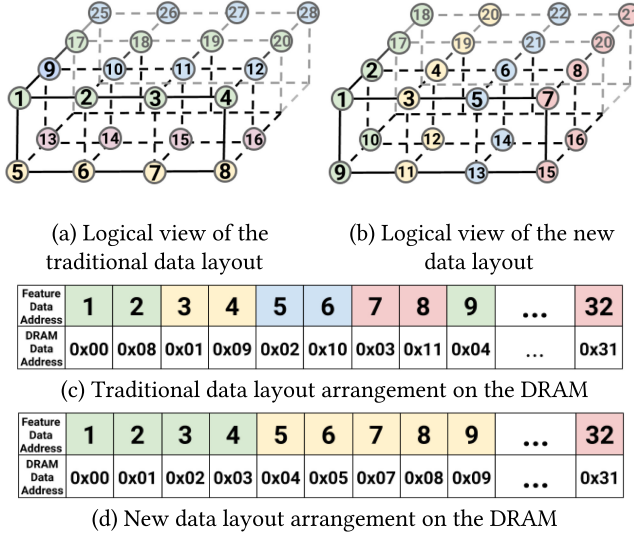 25 26 27 28
17 18 19 20
9 10 11 12
1 2 3 4
13 14 15 16
5 6 7 8
18 20 22
17 19 21 20
2 4 6 8
1 3 5 7
10 12 14 16
9 11 13 15
(a) Logical view of the
traditional data layout
(b) Logical view of the new
data layout
Feature
Data
Address
1 2 3 4 5 6 7 8 9 ... 32
DRAM
Data
Address
0x00 0x08 0x01 0x09 0x02 0x10 0x03 0x11 0x04 ... 0x31
(c) Traditional data layout arrangement on the DRAM
Feature
Data
Address
1 2 3 4 5 6 7 8 9 ... 32
DRAM
Data
Address
0x00 0x01 0x02 0x03 0x04 0x05 0x07 0x08 0x09 ... 0x31
(d) New data layout arrangement on the DRAM